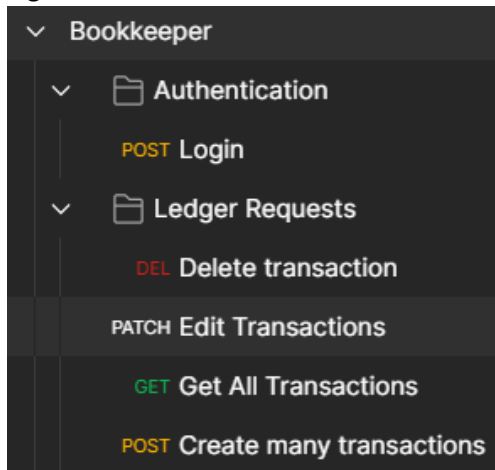 Bookkeeper
Authentication
POST Login
Ledger Requests
DEL Delete transaction
PATCH Edit Transactions
GET Get All Transactions
POST Create many transactions